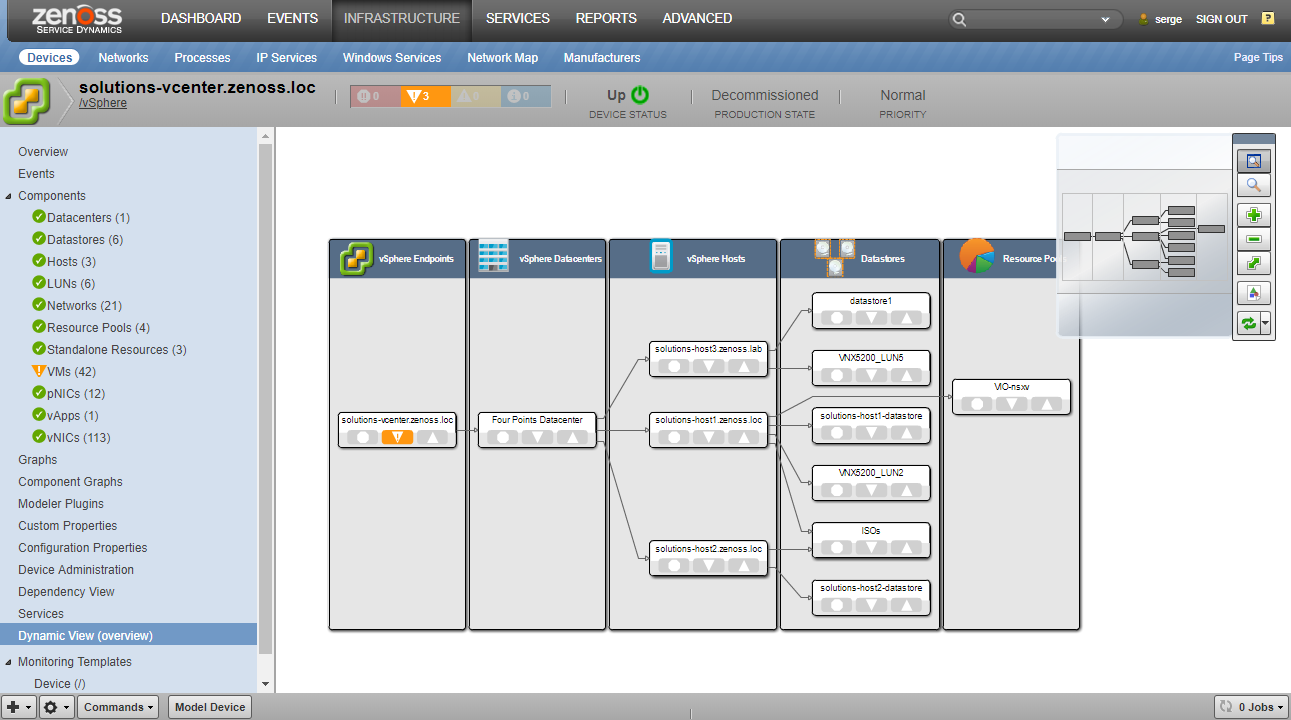 zenoss
SERVICE DYNAMICS
DASHBOARD EVENTS INFRASTRUCTURE SERVICES REPORTS ADVANCED
serge SIGN OUT ?
Devices Networks Processes IP Services Windows Services Network Map Manufacturers Page Tips
solutions-vcenter.zenoss.loc
/vSphere
0 3 0 0
Up
DEVICE STATUS
Decommissioned
PRODUCTION STATE
Normal
PRIORITY
Overview
Events
Components
Datacenters (1)
Datastores (6)
Hosts (3)
LUNs (6)
Networks (21)
Resource Pools (4)
Standalone Resources (3)
VMs (42)
pNICs (12)
vApps (1)
vNICs (113)
Graphs
Component Graphs
Modeler Plugins
Custom Properties
Configuration Properties
Device Administration
Dependency View
Services
Dynamic View (overview)
Monitoring Templates
Device (/)
vSphere Endpoints
solutions-vcenter.zenoss.loc
vSphere Datacenters
Four Points Datacenter
vSphere Hosts
solutions-host3.zenoss.lab
solutions-host1.zenoss.loc
solutions-host2.zenoss.loc
Datastores
datastore1
VNX5200_LUN5
solutions-host1-datastore
VNX5200_LUN2
ISOs
solutions-host2-datastore
Resource Pools
VIO-nsxv
Commands
Model Device
0 Jobs